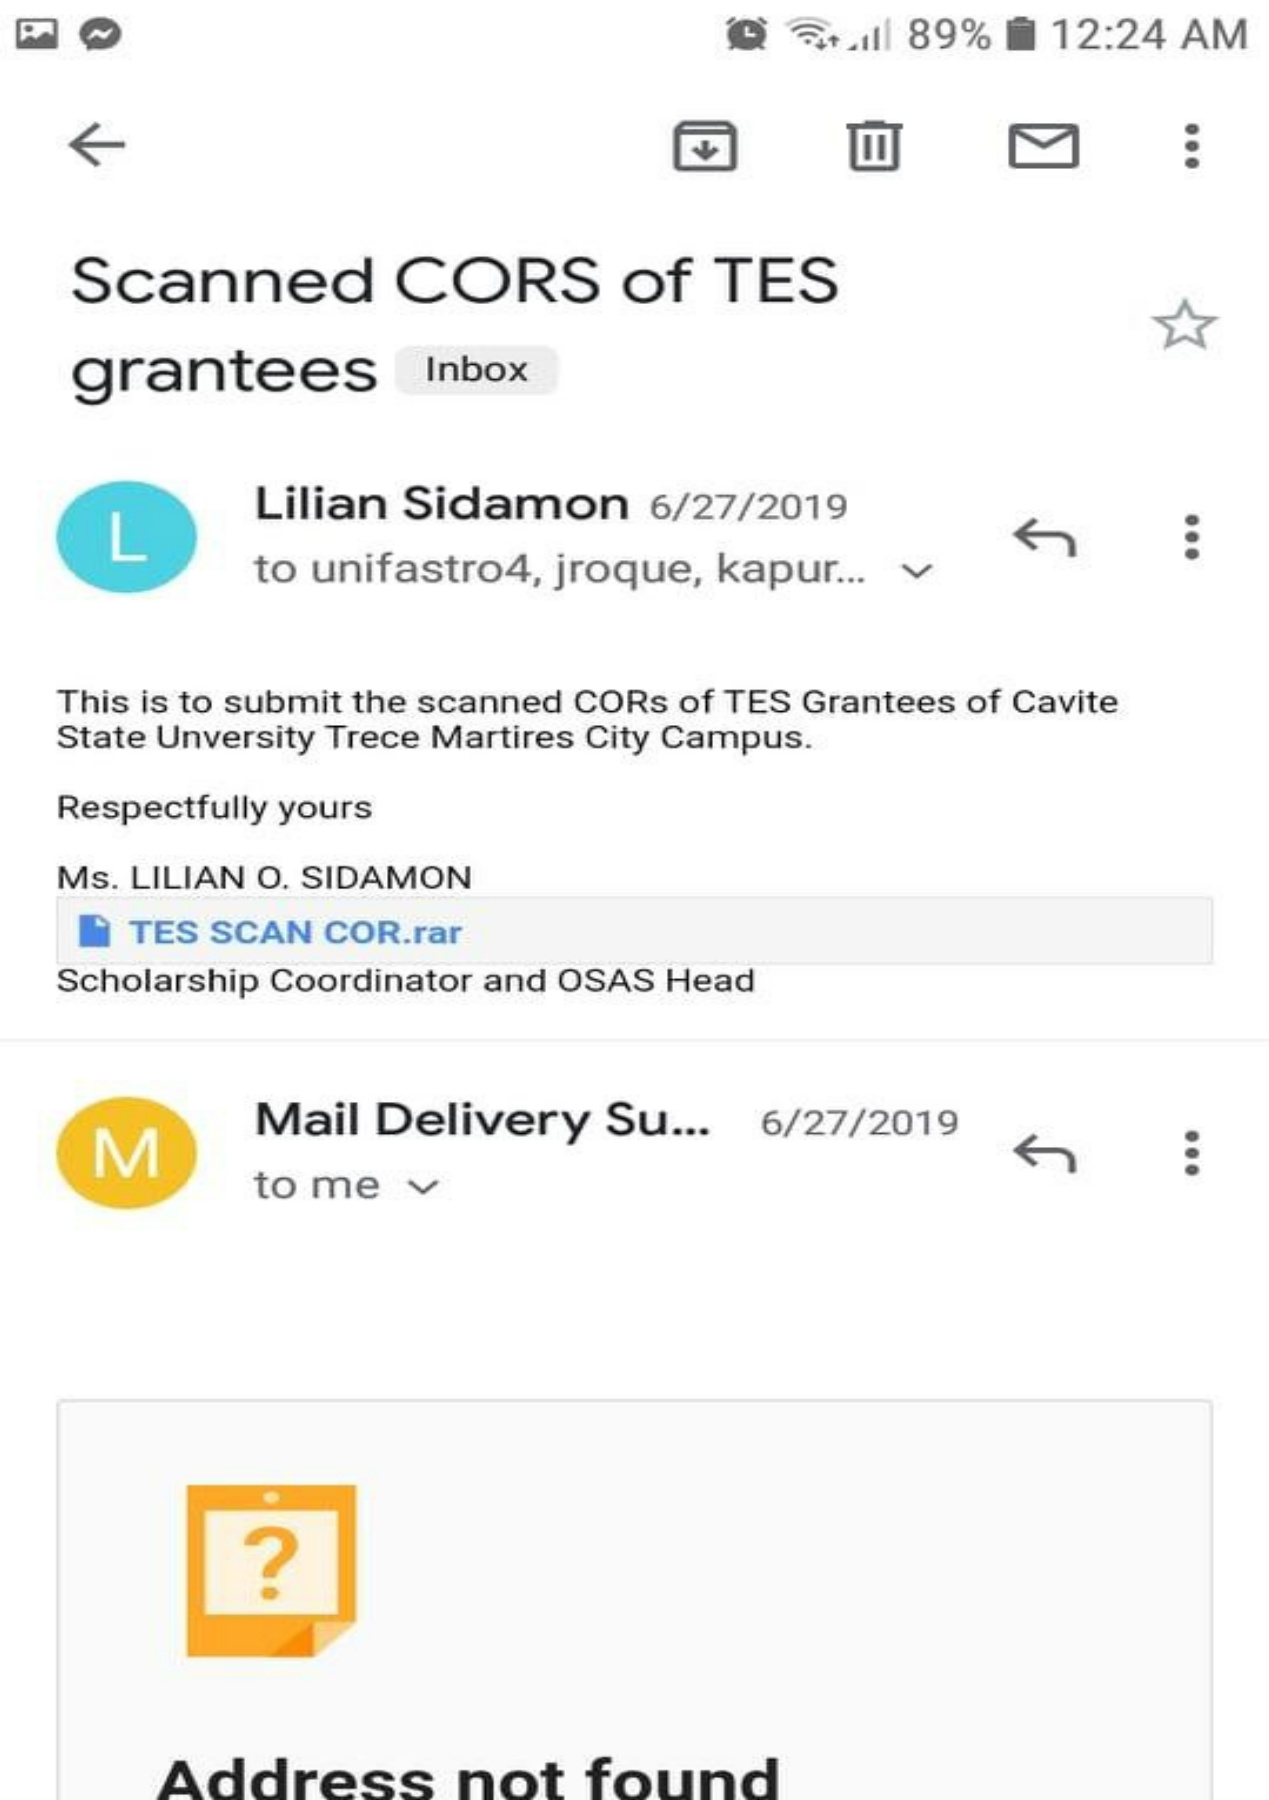 89% 12:24 AM
Scanned CORS of TES
grantees Inbox
L
Lilian Sidamon 6/27/2019
to unifastro4, jroque, kapur...
This is to submit the scanned CORs of TES Grantees of Cavite
State Unversity Trece Martires City Campus.
Respectfully yours
Ms. LILIAN O. SIDAMON
TES SCAN COR.rar
Scholarship Coordinator and OSAS Head
M
Mail Delivery Su... 6/27/2019
to me
?
Address not found